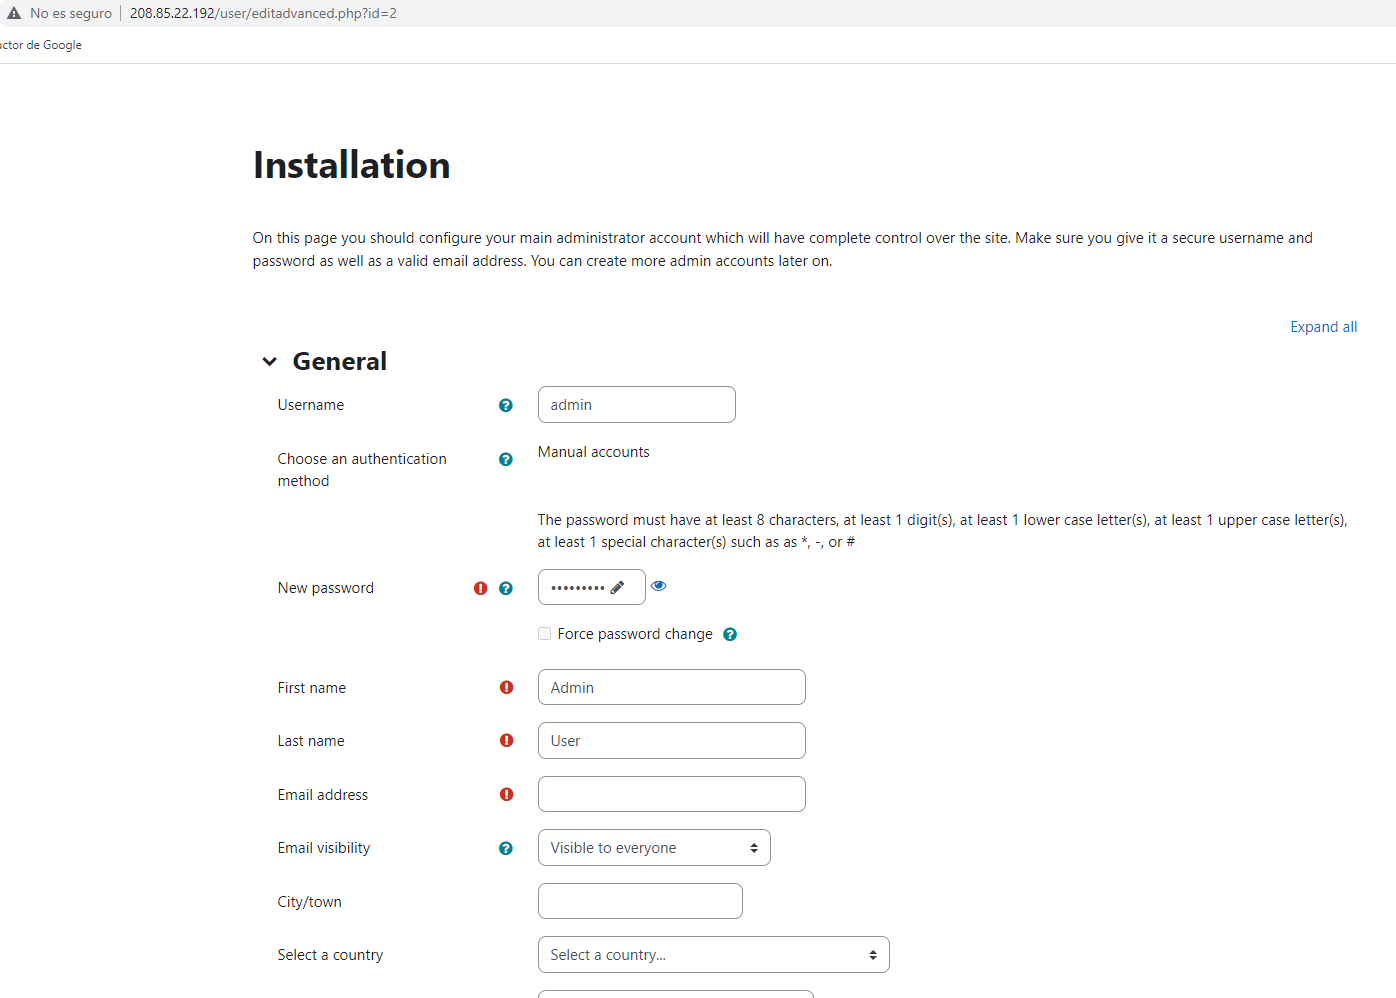 No es seguro | 208.85.22.192/user/editadvanced.php?id=2
uctor de Google
Installation
On this page you should configure your main administrator account which will have complete control over the site. Make sure you give it a secure username and
password as well as a valid email address. You can create more admin accounts later on.
Expand all
General
Username admin
Choose an authentication Manual accounts
method
The password must have at least 8 characters, at least 1 digit(s), at least 1 lower case letter(s), at least 1 upper case letter(s),
at least 1 special character(s) such as as *, -, or #
New password •••••••••
Force password change
First name Admin
Last name User
Email address
Email visibility Visible to everyone
City/town
Select a country Select a country...